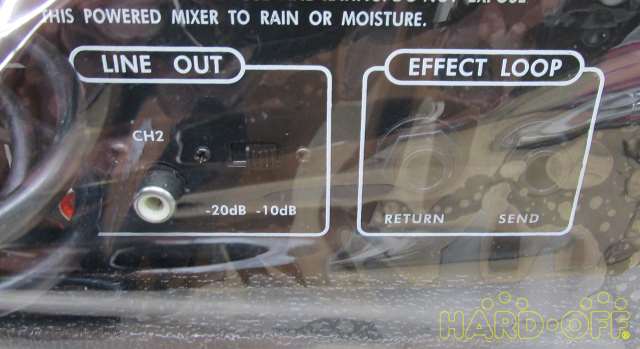 THIS POWERED MIXER TO RAIN OR MOISTURE.
LINE OUT
EFFECT LOOP
CH2
-20dB -10dB
RETURN
SEND
HARD-OFF